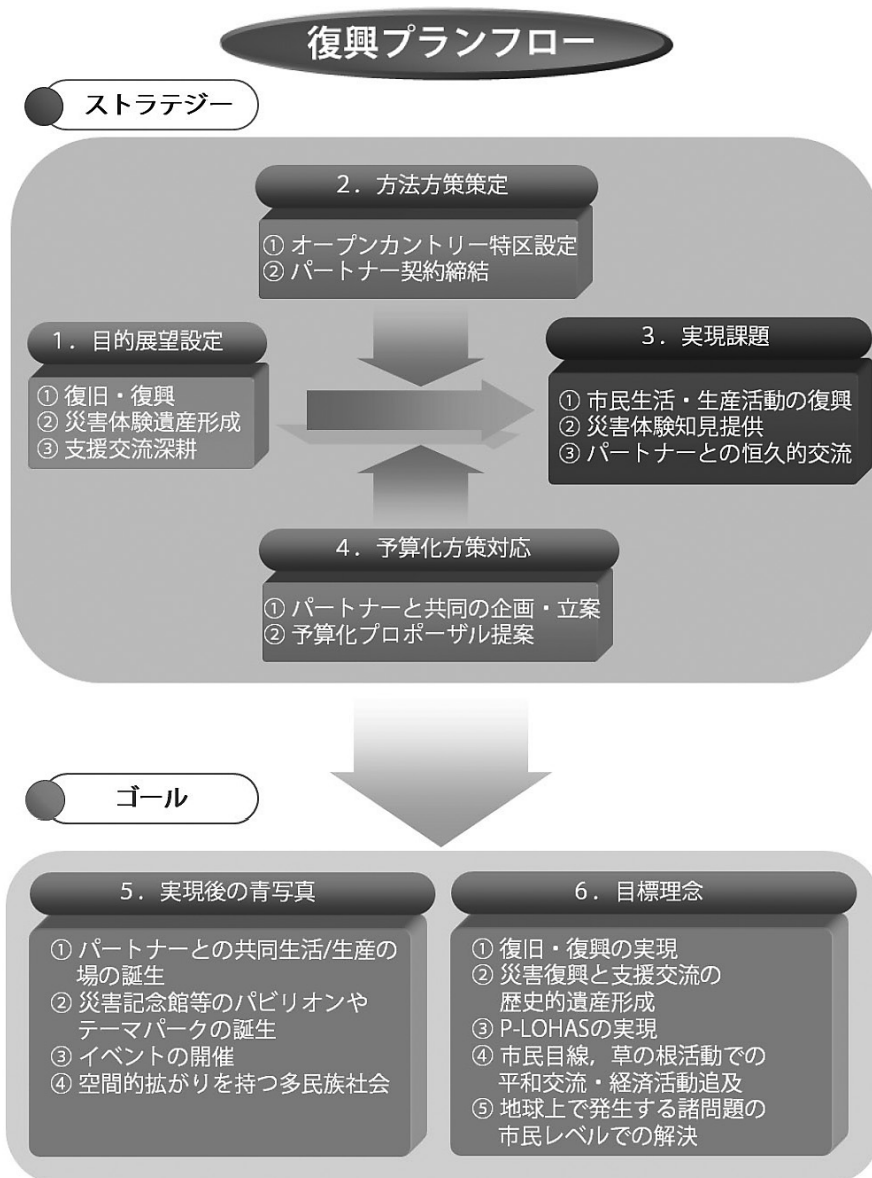 復興プランフロー
ストラテジー
2．方法方策策定
① オープンカントリー特区設定
② パートナー契約締結
1．目的展望設定
① 復旧・復興
② 災害体験遺産形成
③ 支援交流深耕
3．実現課題
① 市民生活・生産活動の復興
② 災害体験知見提供
③ パートナーとの恒久的交流
4．予算化方策対応
① パートナーと共同の企画・立案
② 予算化プロポーザル提案
ゴール
5．実現後の青写真
① パートナーとの共同生活/生産の
場の誕生
② 災害記念館等のパビリオンや
テーマパークの誕生
③ イベントの開催
④ 空間的拡がりを持つ多民族社会
6．目標理念
① 復旧・復興の実現
② 災害復興と支援交流の
歴史的遺産形成
③ P-LOHASの実現
④ 市民目線，草の根活動での
平和交流・経済活動追及
⑤ 地球上で発生する諸問題の
市民レベルでの解決